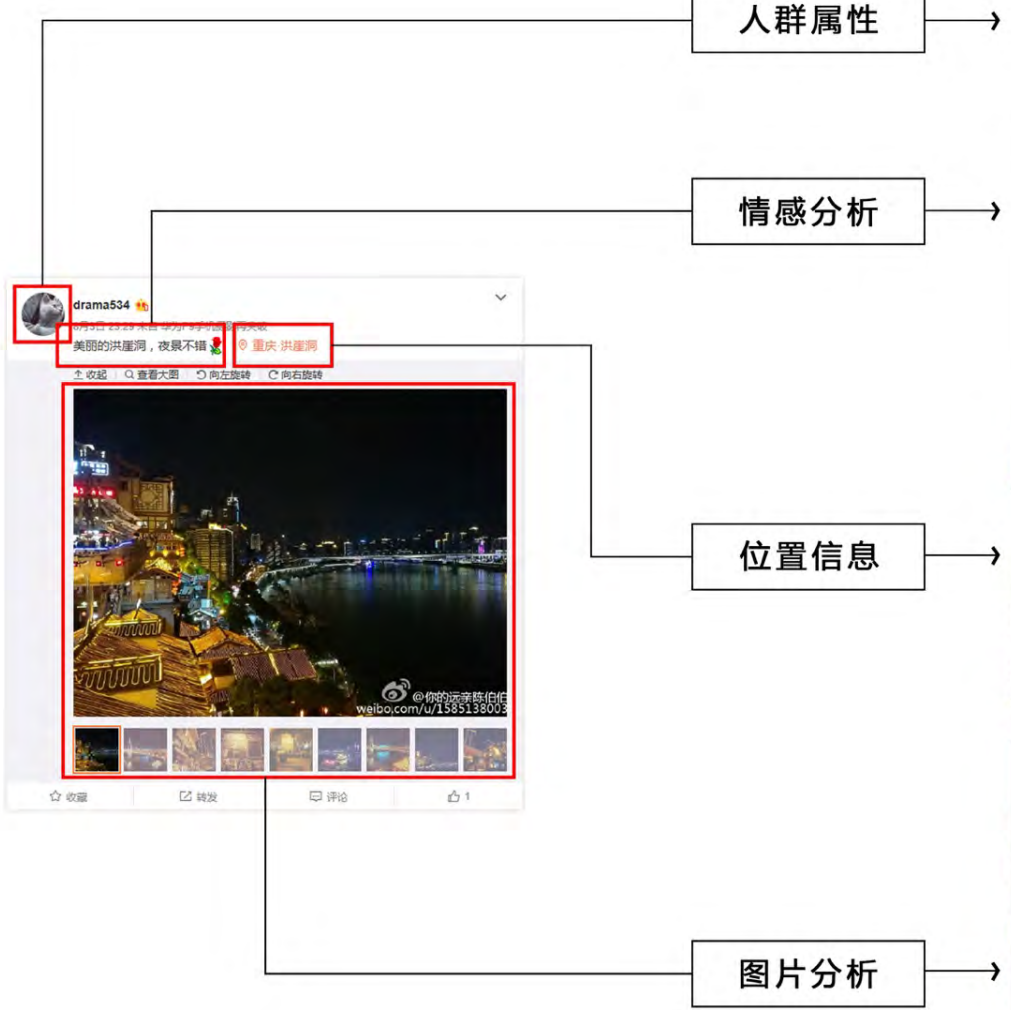 人群属性
情感分析
drama534
美丽的洪崖洞，夜景不错
重庆·洪崖洞
收起 查看大图 向左旋转 向右旋转
位置信息
@你的远亲陈伯伯
weibo.com/u/1585138003
收藏 转发 评论 1
图片分析